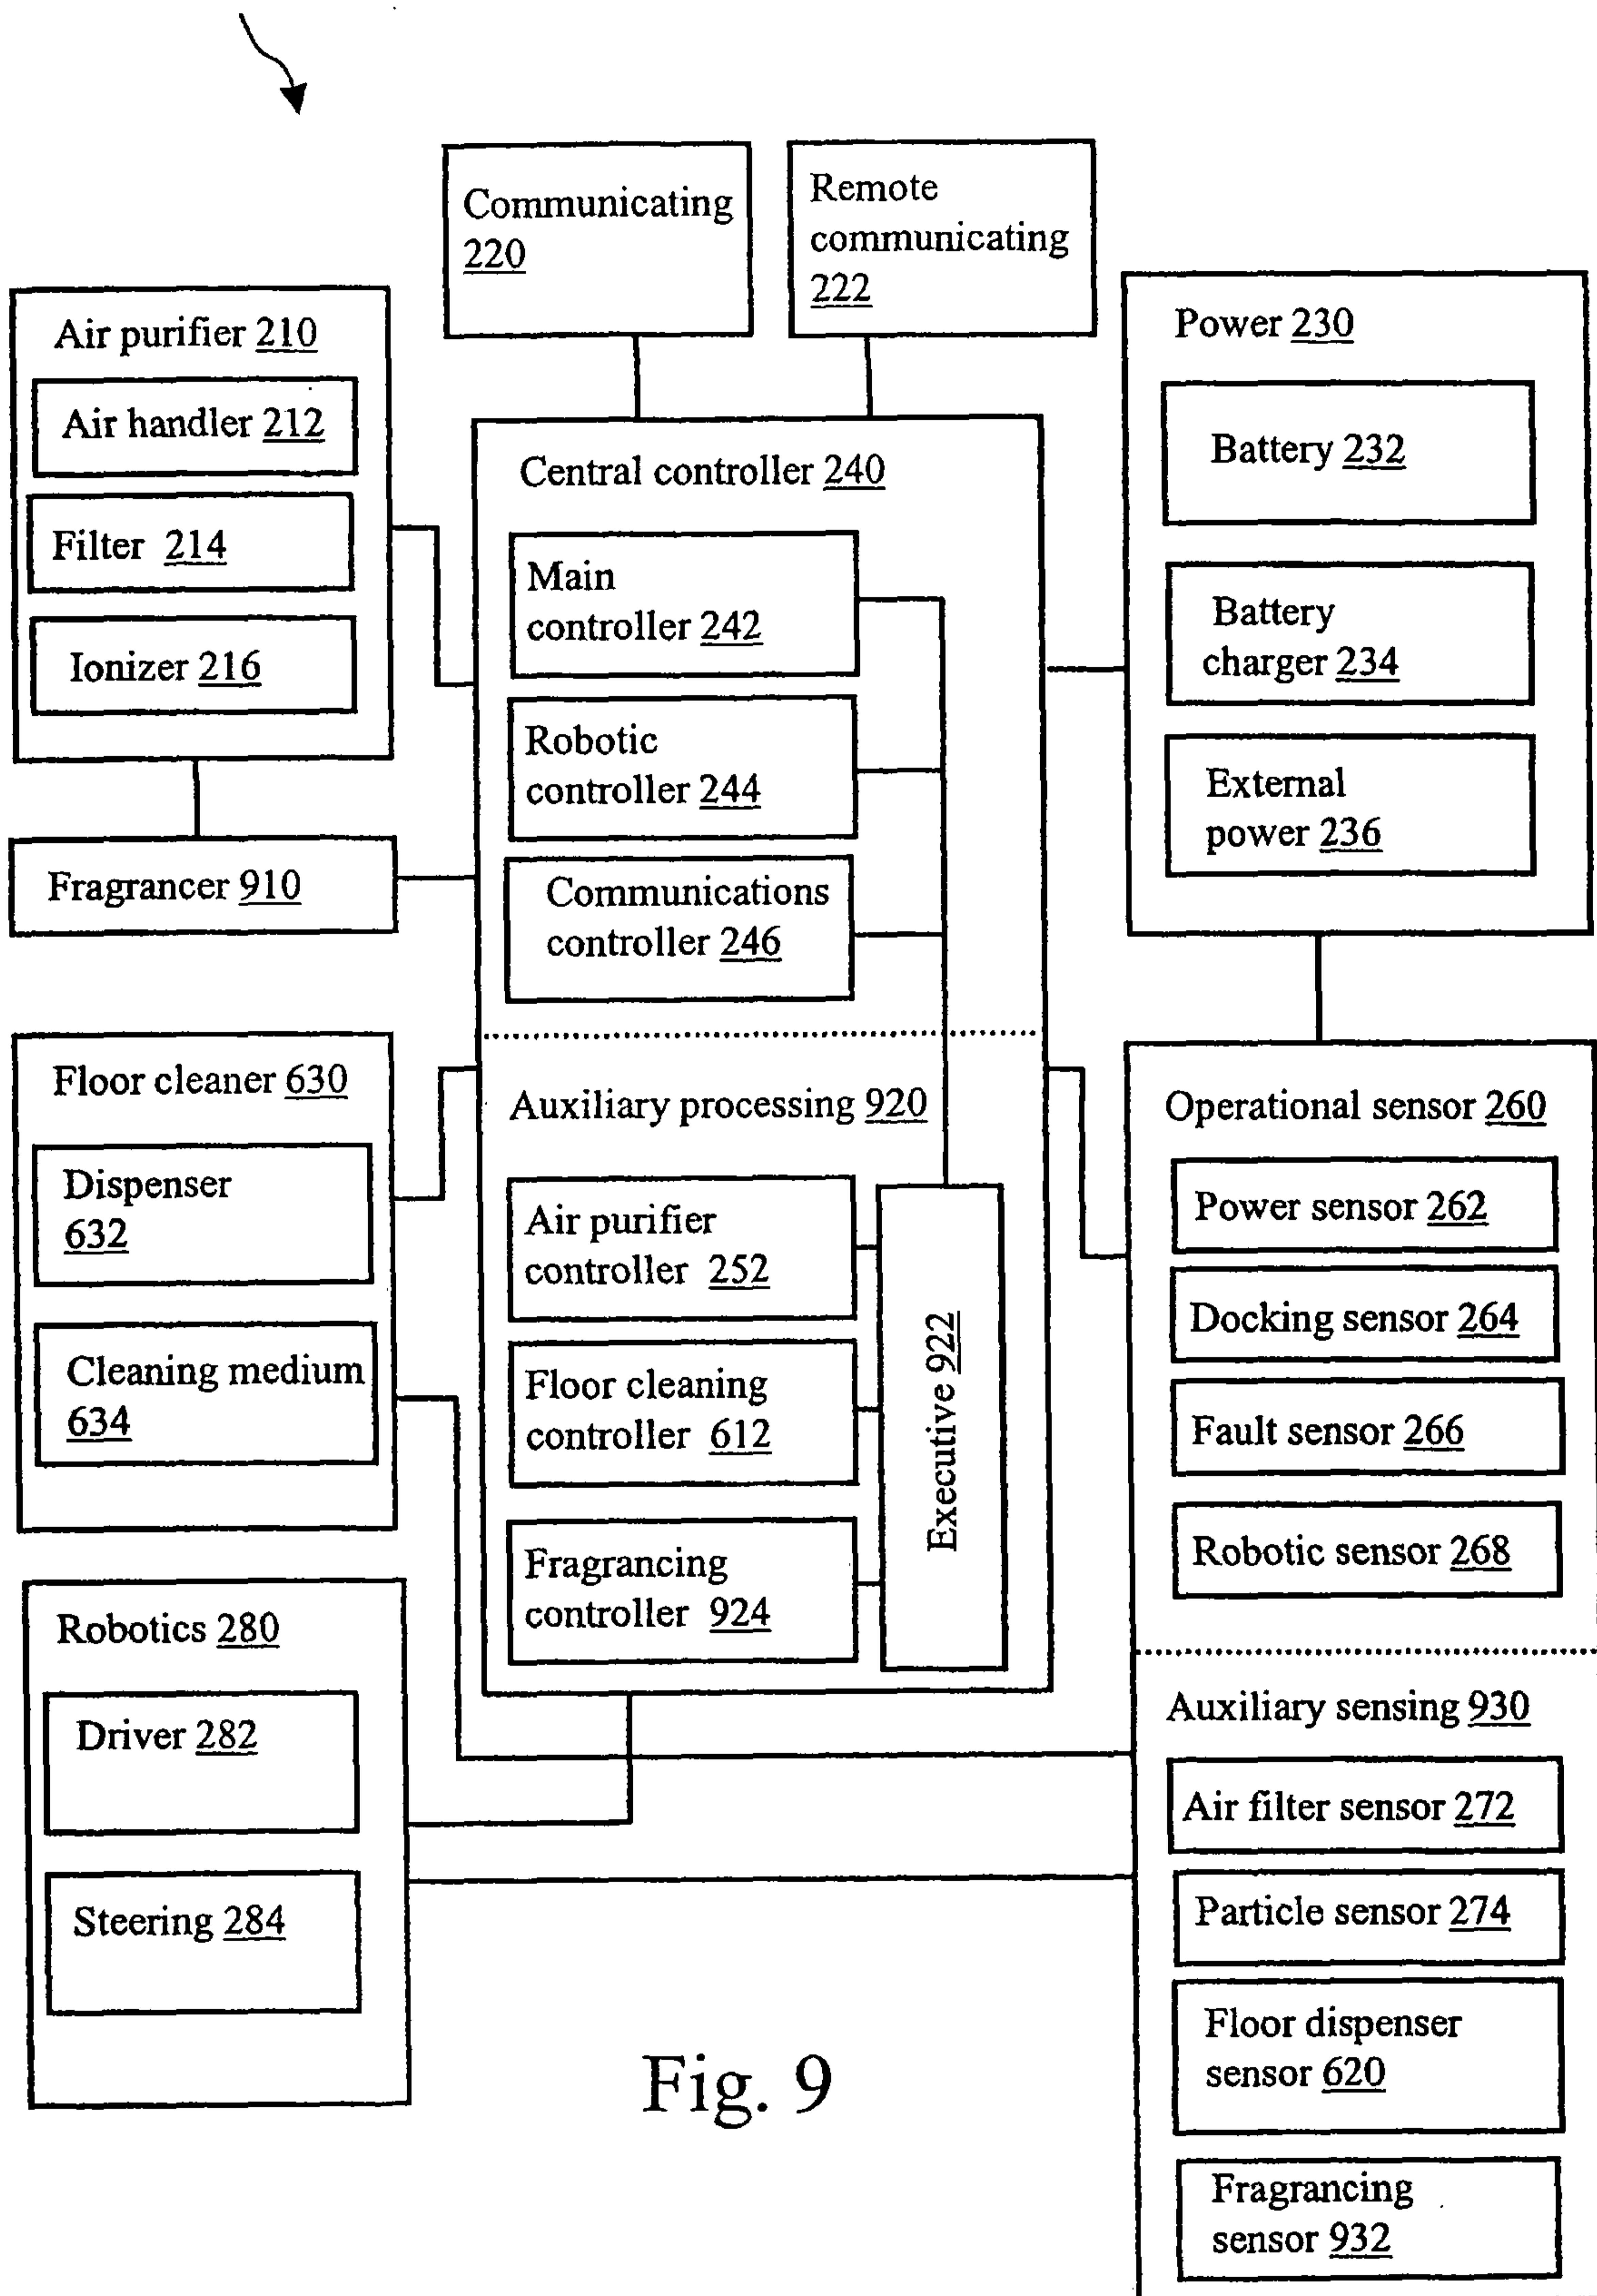 Communicating
220
Remote
communicating
222
Air purifier 210
Air handler 212
Filter 214
Ionizer 216
Fragrancer 910
Floor cleaner 630
Dispenser
632
Cleaning medium
634
Robotics 280
Driver 282
Steering 284
Central controller 240
Main
controller 242
Robotic
controller 244
Communications
controller 246
Auxiliary processing 920
Air purifier
controller 252
Floor cleaning
controller 612
Fragrancing
controller 924
Executive 922
Power 230
Battery 232
Battery
charger 234
External
power 236
Operational sensor 260
Power sensor 262
Docking sensor 264
Fault sensor 266
Robotic sensor 268
Auxiliary sensing 930
Air filter sensor 272
Particle sensor 274
Floor dispenser
sensor 620
Fragrancing
sensor 932
Fig. 9